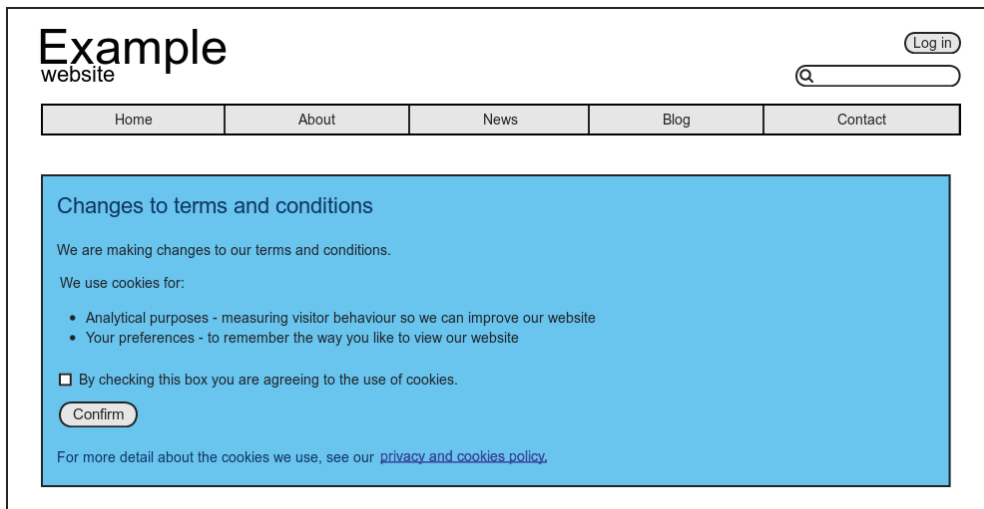 Example
website
Log in
Home About News Blog Contact
Changes to terms and conditions
We are making changes to our terms and conditions.
We use cookies for:
• Analytical purposes - measuring visitor behaviour so we can improve our website
• Your preferences - to remember the way you like to view our website
By checking this box you are agreeing to the use of cookies.
Confirm
For more detail about the cookies we use, see our privacy and cookies policy.